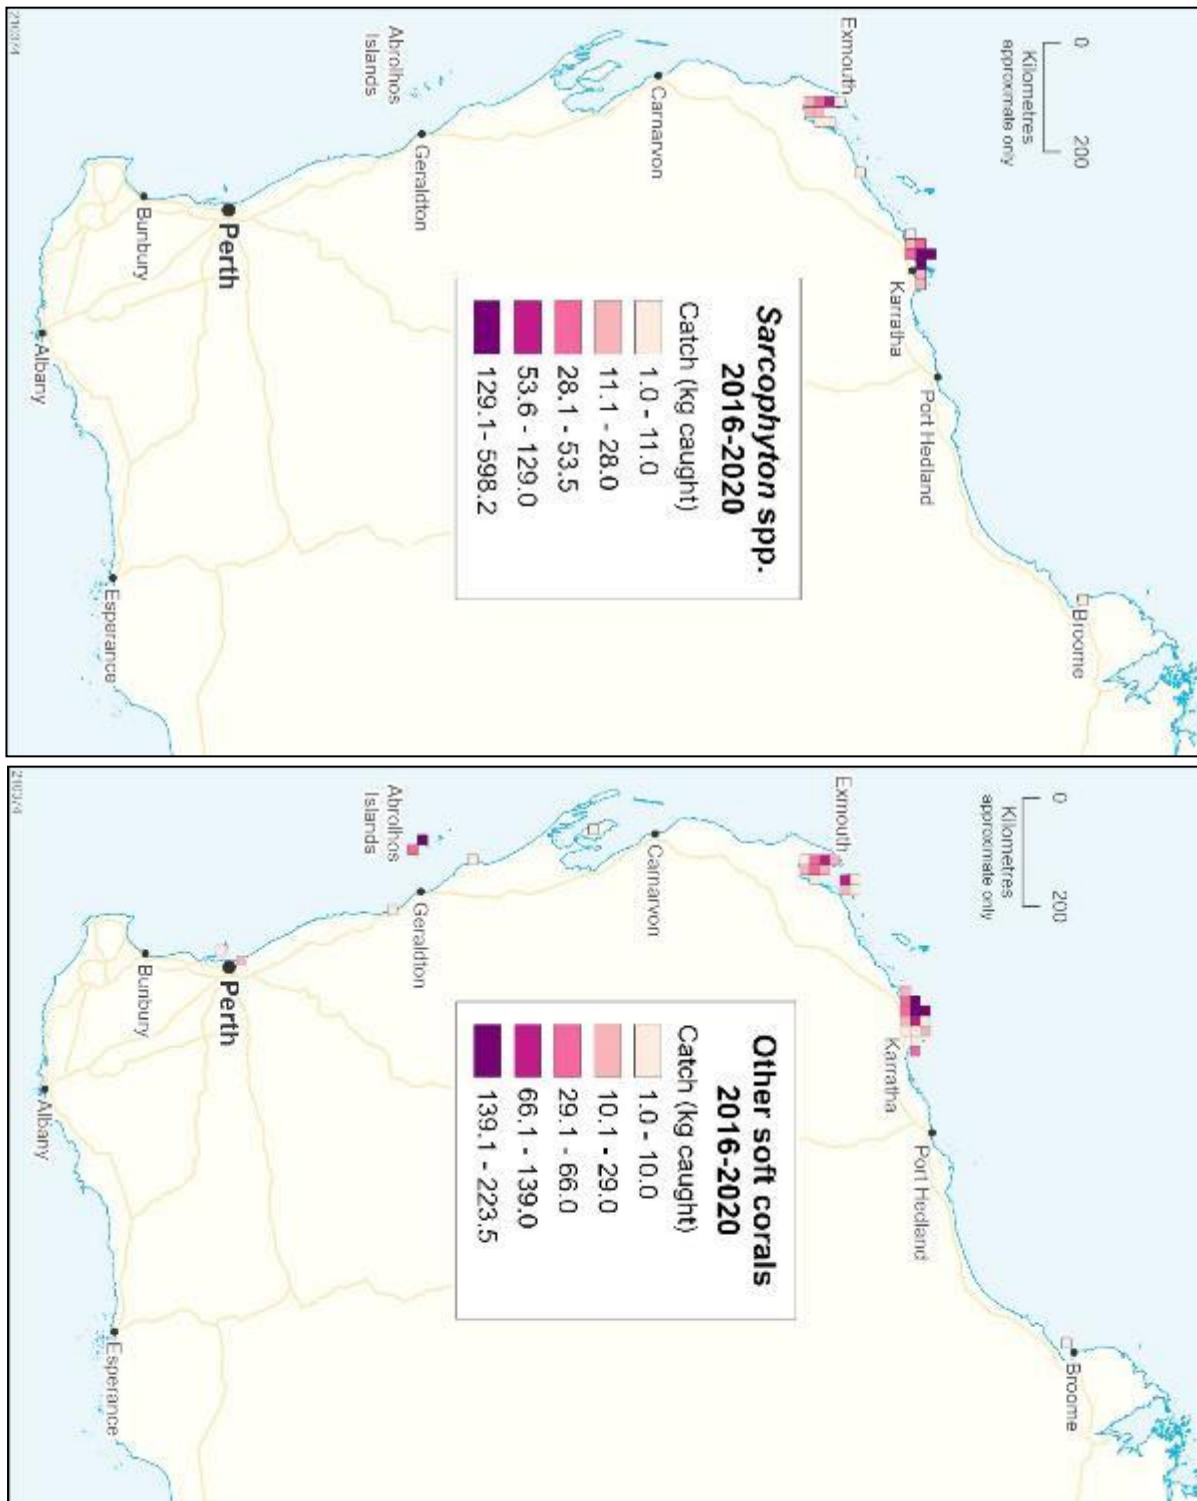 0 200
Kilometres
approximate only
Exmouth
Karratha
Port Hedland
Broome
Carnarvon
Abrolhos
Islands
Geraldton
Perth
Bunbury
Albany
Esperance
Sarcophyton spp.
2016-2020
Catch (kg caught)
1.0 - 11.0
11.1 - 28.0
28.1 - 53.5
53.6 - 129.0
129.1- 598.2
0 200
Kilometres
approximate only
Exmouth
Karratha
Port Hedland
Broome
Carnarvon
Abrolhos
Islands
Geraldton
Perth
Bunbury
Albany
Esperance
Other soft corals
2016-2020
Catch (kg caught)
1.0 - 10.0
10.1 - 29.0
29.1 - 66.0
66.1 - 139.0
139.1 - 223.5